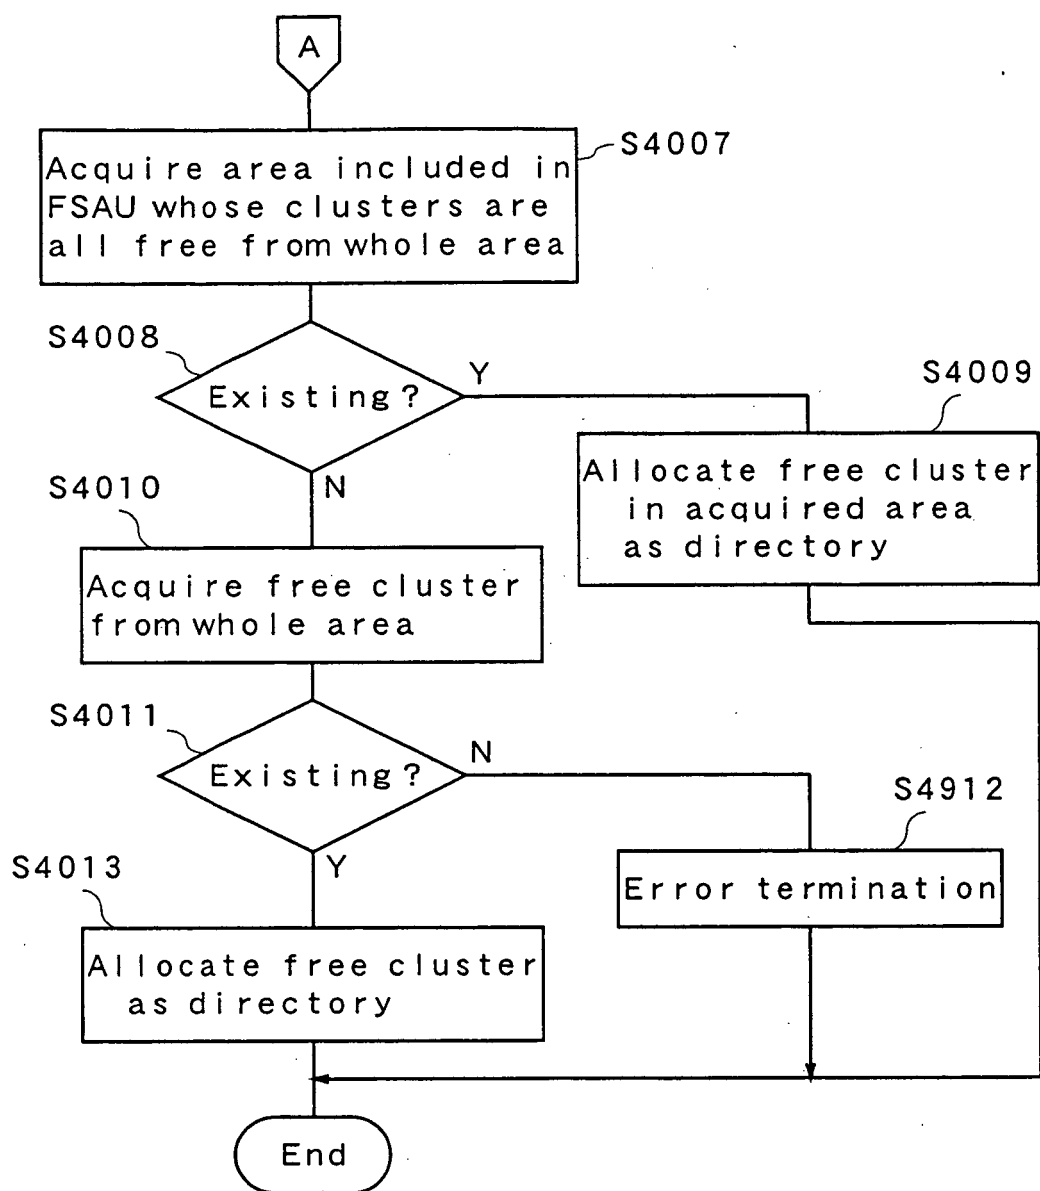 A
S4007
Acquire area included in
FSAU whose clusters are
all free from whole area
S4008
Existing?
Y
N
S4009
Allocate free cluster
in acquired area
as directory
S4010
Acquire free cluster
from whole area
S4011
Existing?
N
Y
S4912
Error termination
S4013
Allocate free cluster
as directory
End